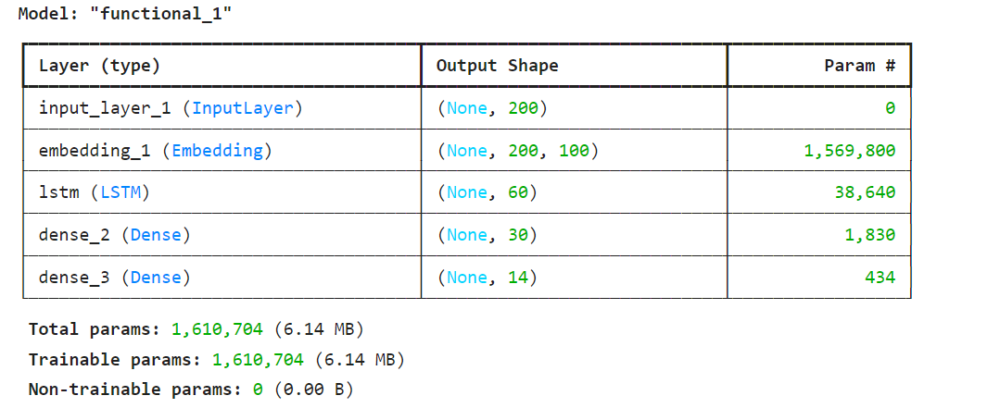 Model: "functional_1"
Layer (type) Output Shape Param #
input_layer_1 (InputLayer) (None, 200) 0
embedding_1 (Embedding) (None, 200, 100) 1,569,800
lstm (LSTM) (None, 60) 38,640
dense_2 (Dense) (None, 30) 1,830
dense_3 (Dense) (None, 14) 434
Total params: 1,610,704 (6.14 MB)
Trainable params: 1,610,704 (6.14 MB)
Non-trainable params: 0 (0.00 B)